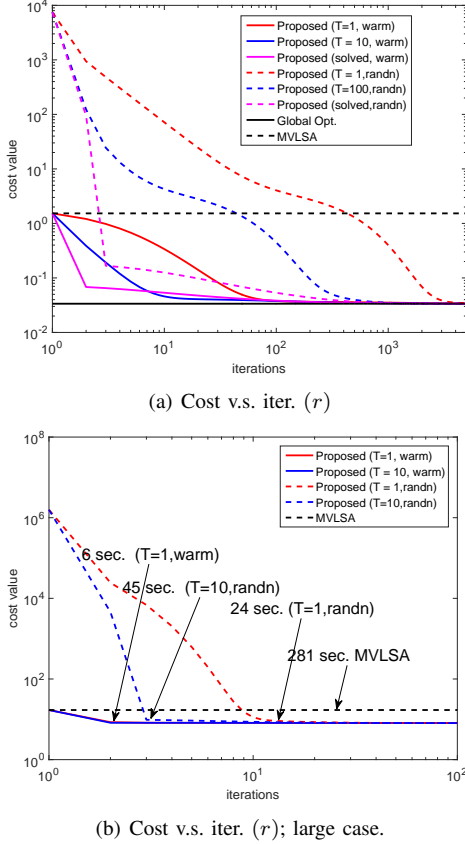 10^4
10^3
10^2
10^1
10^0
10^-1
10^-2
cost value
Proposed (T=1, warm)
Proposed (T = 10, warm)
Proposed (solved, warm)
Proposed (T = 1,randn)
Proposed (T=100,randn)
Proposed (solved,randn)
Global Opt.
MVLSA
10^0
10^1
10^2
10^3
iterations
(a) Cost v.s. iter. (r)
10^8
10^6
10^4
10^2
10^0
cost value
Proposed (T=1, warm)
Proposed (T = 10, warm)
Proposed (T = 1,randn)
Proposed (T=10,randn)
MVLSA
6 sec. (T=1,warm)
45 sec. (T=10,randn)
24 sec. (T=1,randn)
281 sec. MVLSA
10^0
10^1
10^2
iterations
(b) Cost v.s. iter. (r); large case.